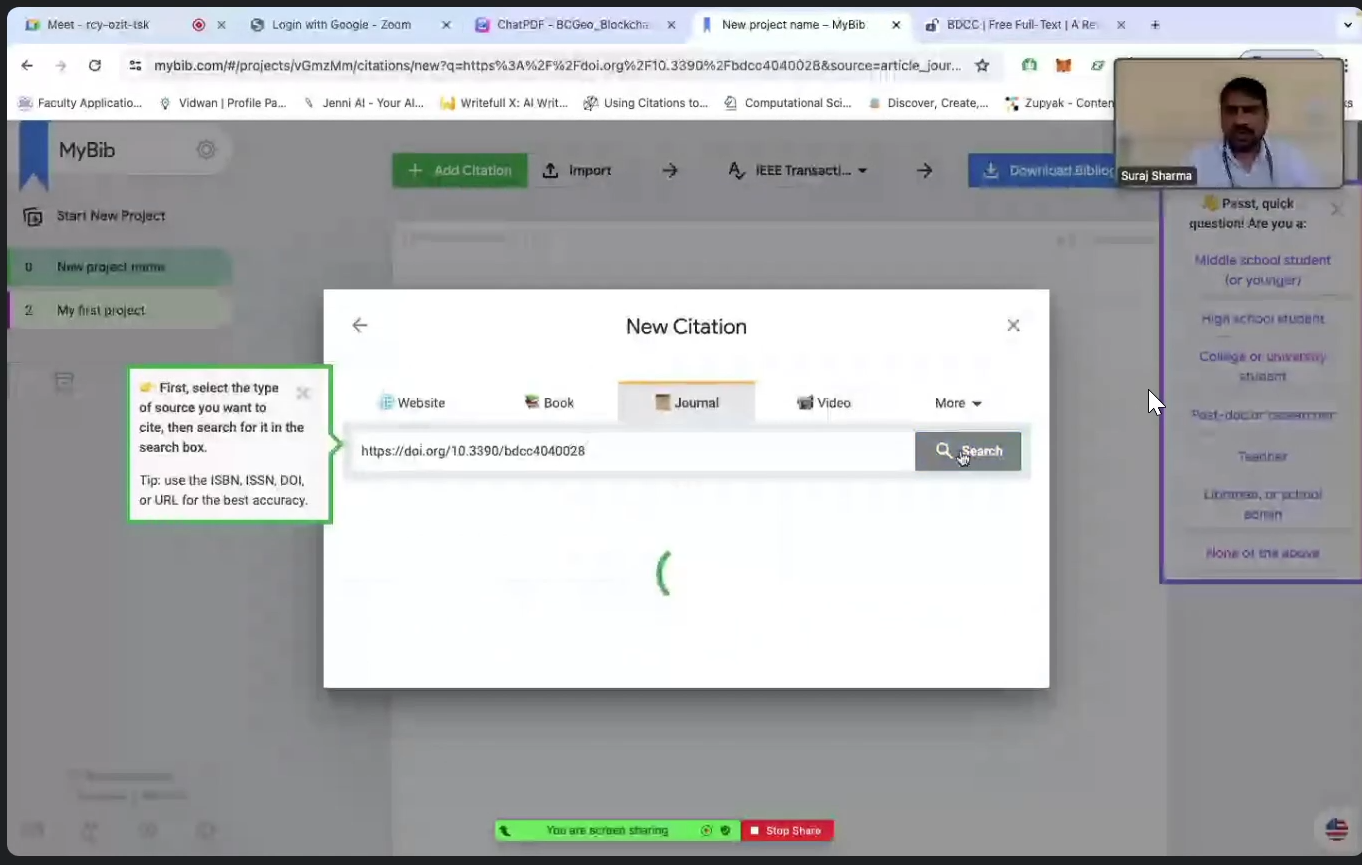 Meet - rcy-ozit-tsk
Login with Google - Zoom
ChatPDF - BCGeo_Blockcha
New project name – MyBib
BDCC | Free Full-Text | A Re
mybib.com/#/projects/vGmzMm/citations/new?q=https%3A%2F%2Fdoi.org%2F10.3390%2Fbdcc4040028&source=article_jour...
Faculty Applicatio...
Vidwan | Profile Pa...
Jenni AI - Your AI...
Writefull X: AI Writ...
Using Citations to...
Computational Sci...
Discover, Create,...
Zupyak - Conten
Suraj Sharma
MyBib
Add Citation
Import
IEEE Transacti...
Download Bibliog
Start New Project
0 New project name
2 My first project
Pssst, quick
question! Are you a:
Middle school student
(or younger)
High school student
College or university
student
Post-doc or researcher
Teacher
Librarian, or school
admin
None of the above
New Citation
Website
Book
Journal
Video
More
https://doi.org/10.3390/bdcc4040028
Search
First, select the type
of source you want to
cite, then search for it in the
search box.
Tip: use the ISBN, ISSN, DOI,
or URL for the best accuracy.
You are screen sharing
Stop Share